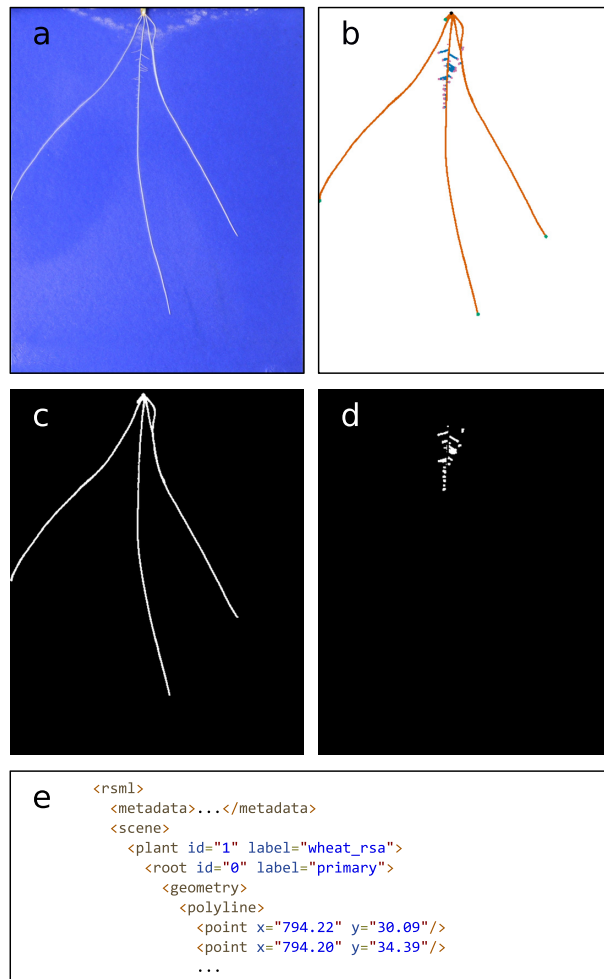 a
b
c
d
e
<rsml>
<metadata>...</metadata>
<scene>
<plant id="1" label="wheat_rsa">
<root id="0" label="primary">
<geometry>
<polyline>
<point x="794.22" y="30.09"/>
<point x="794.20" y="34.39"/>
...